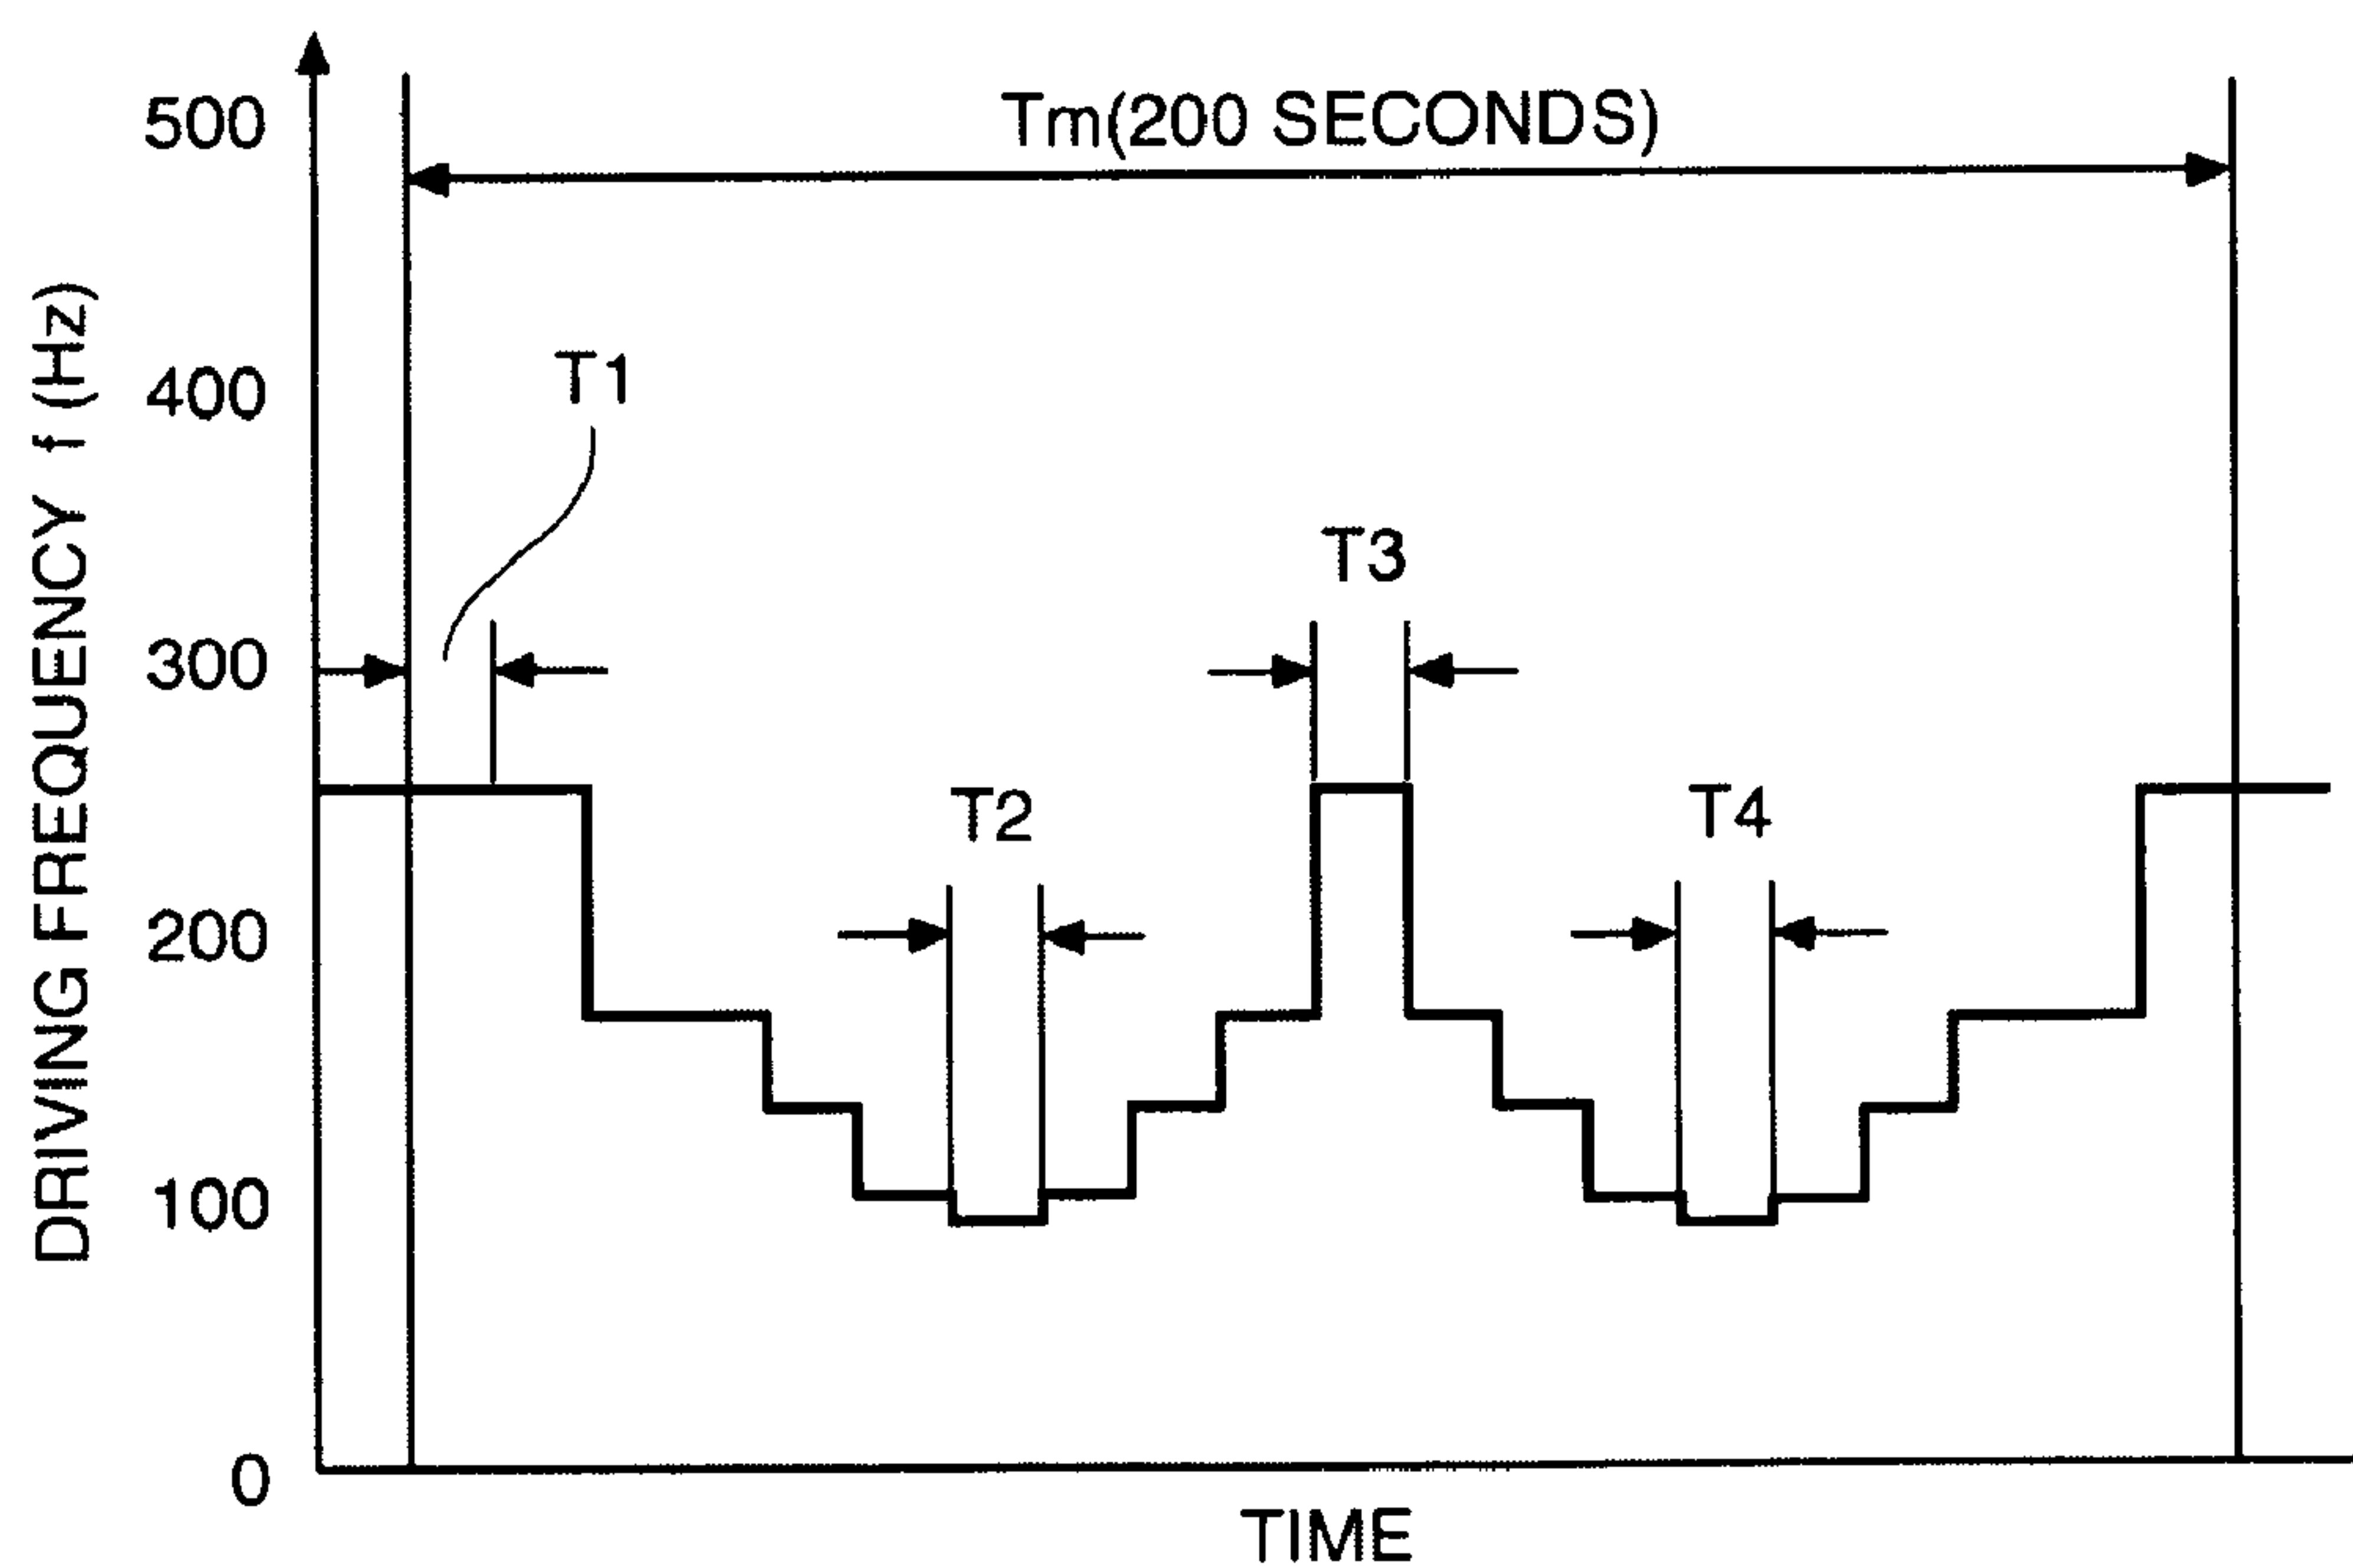 Tm(200 SECONDS)
500
400
300
200
100
0
DRIVING FREQUENCY f (Hz)
T1
T3
T2
T4
TIME